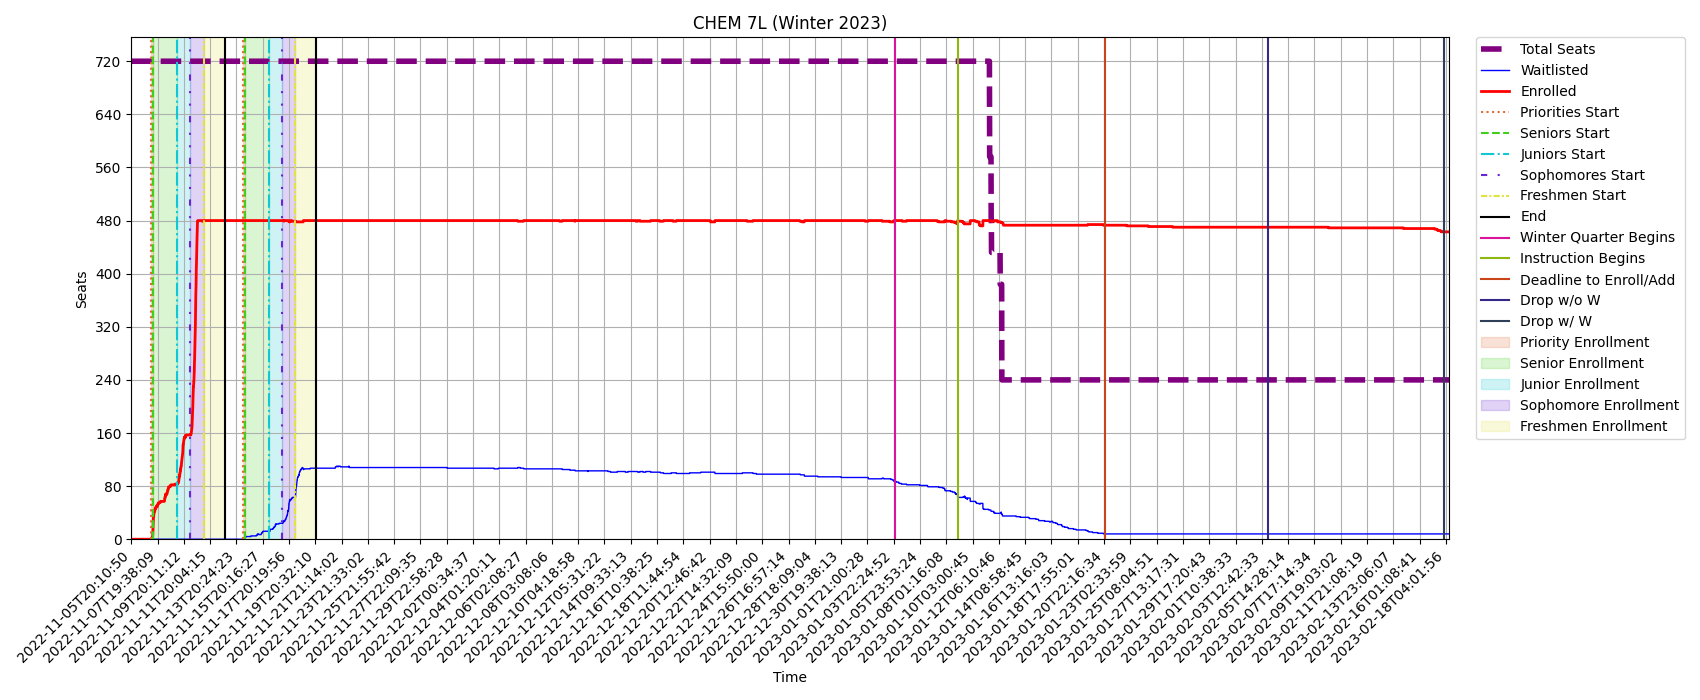 CHEM 7L (Winter 2023)
Seats
720
640
560
480
400
320
240
160
80
0
2022-11-05T20:10:50
2022-11-07T19:38:09
2022-11-09T20:11:12
2022-11-11T20:04:15
2022-11-13T20:24:23
2022-11-15T20:16:27
2022-11-17T20:19:56
2022-11-19T20:32:10
2022-11-21T21:14:02
2022-11-23T21:33:02
2022-11-25T21:55:42
2022-11-27T22:09:35
2022-11-29T22:58:28
2022-12-02T00:34:37
2022-12-04T01:20:11
2022-12-06T02:08:27
2022-12-08T03:08:06
2022-12-10T04:18:58
2022-12-12T05:31:22
2022-12-14T09:33:13
2022-12-16T10:38:25
2022-12-18T11:44:54
2022-12-20T12:46:42
2022-12-22T14:32:09
2022-12-24T15:50:00
2022-12-26T16:57:14
2022-12-28T18:09:04
2022-12-30T19:38:13
2023-01-01T21:00:28
2023-01-03T22:24:52
2023-01-05T23:53:24
2023-01-08T01:16:08
2023-01-10T03:00:45
2023-01-12T06:10:46
2023-01-14T09:58:45
2023-01-16T13:16:03
2023-01-18T17:55:01
2023-01-20T22:16:34
2023-01-23T02:33:59
2023-01-25T08:04:51
2023-01-27T13:17:31
2023-01-29T17:20:43
2023-02-01T10:38:33
2023-02-03T12:42:33
2023-02-05T14:28:14
2023-02-07T17:14:34
2023-02-09T19:03:02
2023-02-11T21:08:19
2023-02-13T23:06:07
2023-02-16T01:08:41
2023-02-18T04:01:56
Time
Total Seats
Waitlisted
Enrolled
Priorities Start
Seniors Start
Juniors Start
Sophomores Start
Freshmen Start
End
Winter Quarter Begins
Instruction Begins
Deadline to Enroll/Add
Drop w/o W
Drop w/ W
Priority Enrollment
Senior Enrollment
Junior Enrollment
Sophomore Enrollment
Freshmen Enrollment